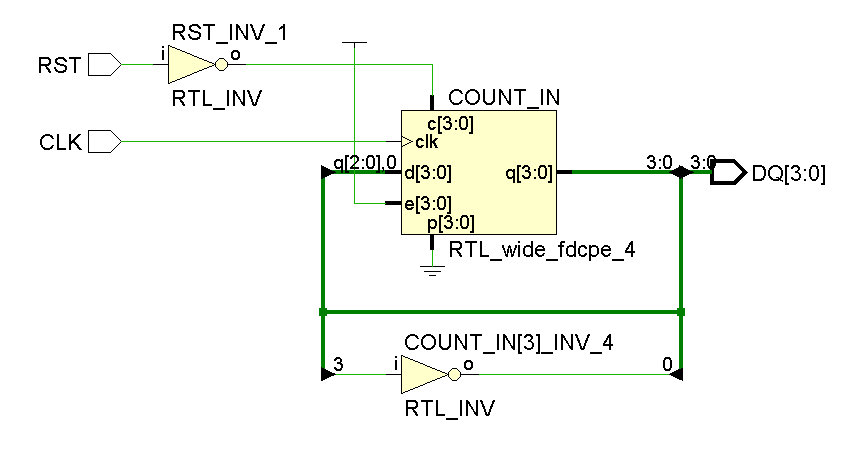 RST_INV_1
RST
i
o
RTL_INV
COUNT_IN
c[3:0]
CLK
clk
q[2:0],0
d[3:0]
q[3:0]
3:0
3:0
DQ[3:0]
e[3:0]
p[3:0]
RTL_wide_fdcpe_4
COUNT_IN[3]_INV_4
3
i
o
0
RTL_INV